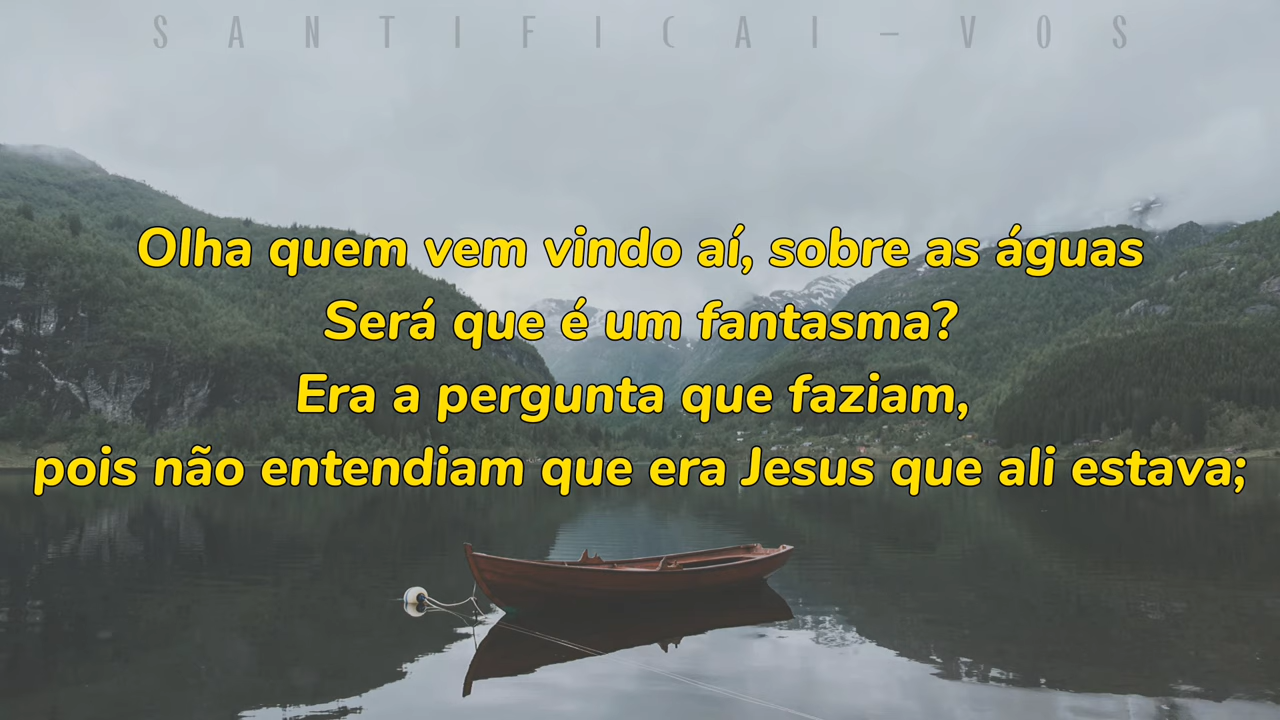 SANTIFICAI-VOS
Olha quem vem vindo aí, sobre as águas
Será que é um fantasma?
Era a pergunta que faziam,
pois não entendiam que era Jesus que ali estava;